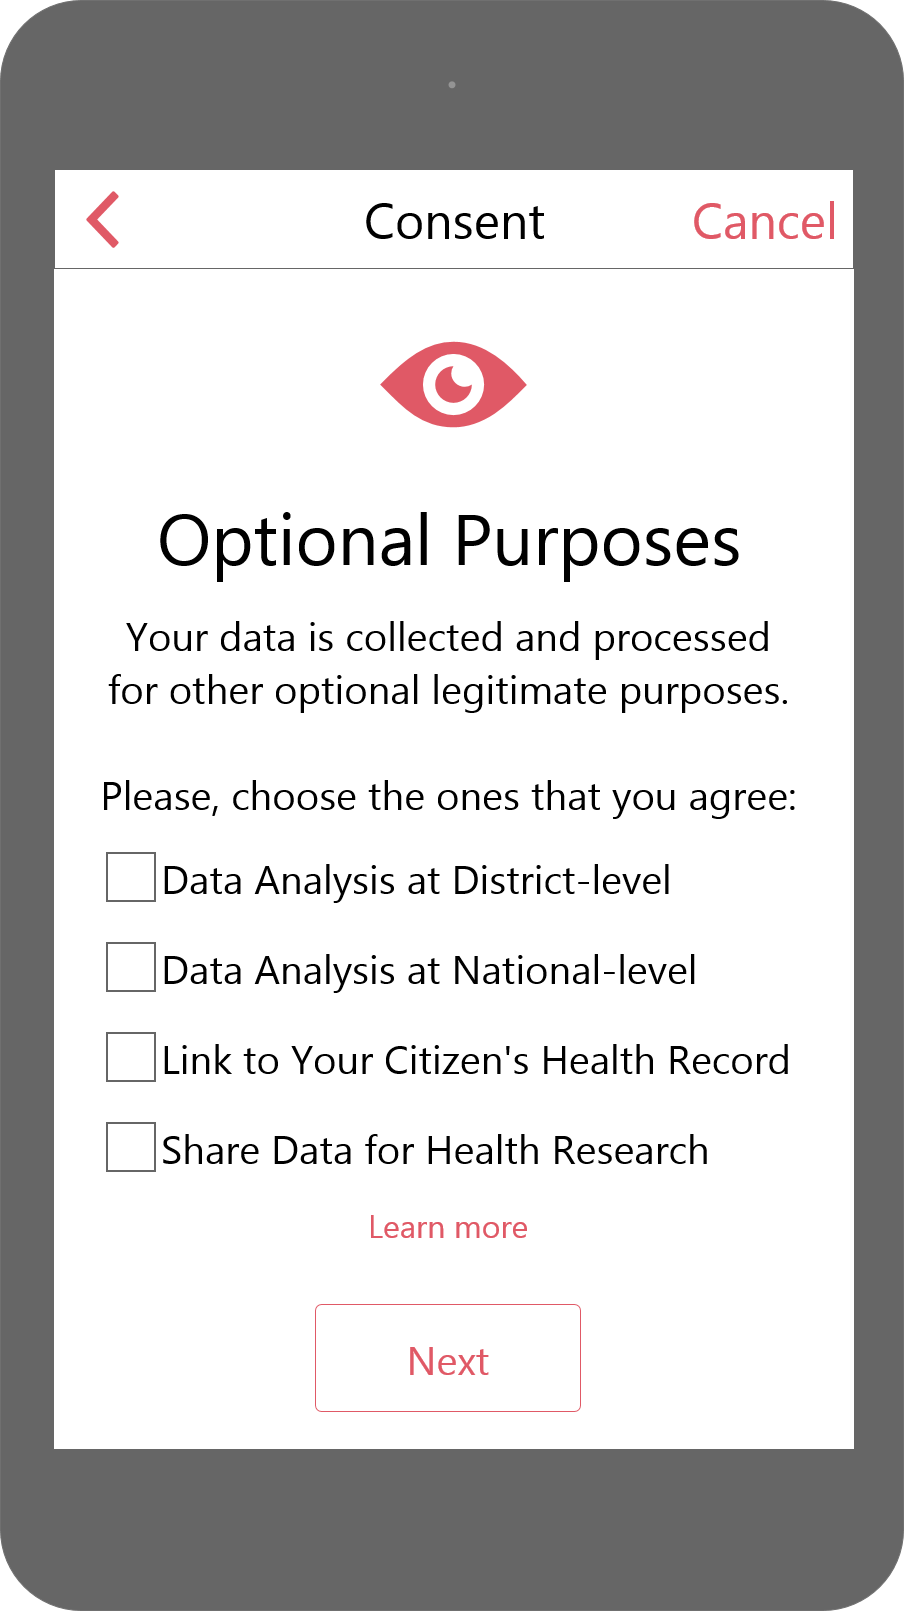 Consent
Cancel
Optional Purposes
Your data is collected and processed
for other optional legitimate purposes.
Please, choose the ones that you agree:
Data Analysis at District-level
Data Analysis at National-level
Link to Your Citizen's Health Record
Share Data for Health Research
Learn more
Next